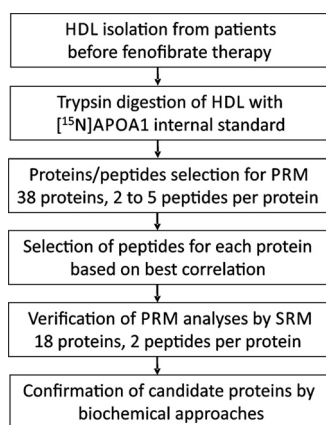 HDL isolation from patients
before fenofibrate therapy
Trypsin digestion of HDL with
[¹⁵N]APOA1 internal standard
Proteins/peptides selection for PRM
38 proteins, 2 to 5 peptides per protein
Selection of peptides for each protein
based on best correlation
Verification of PRM analyses by SRM
18 proteins, 2 peptides per protein
Confirmation of candidate proteins by
biochemical approaches